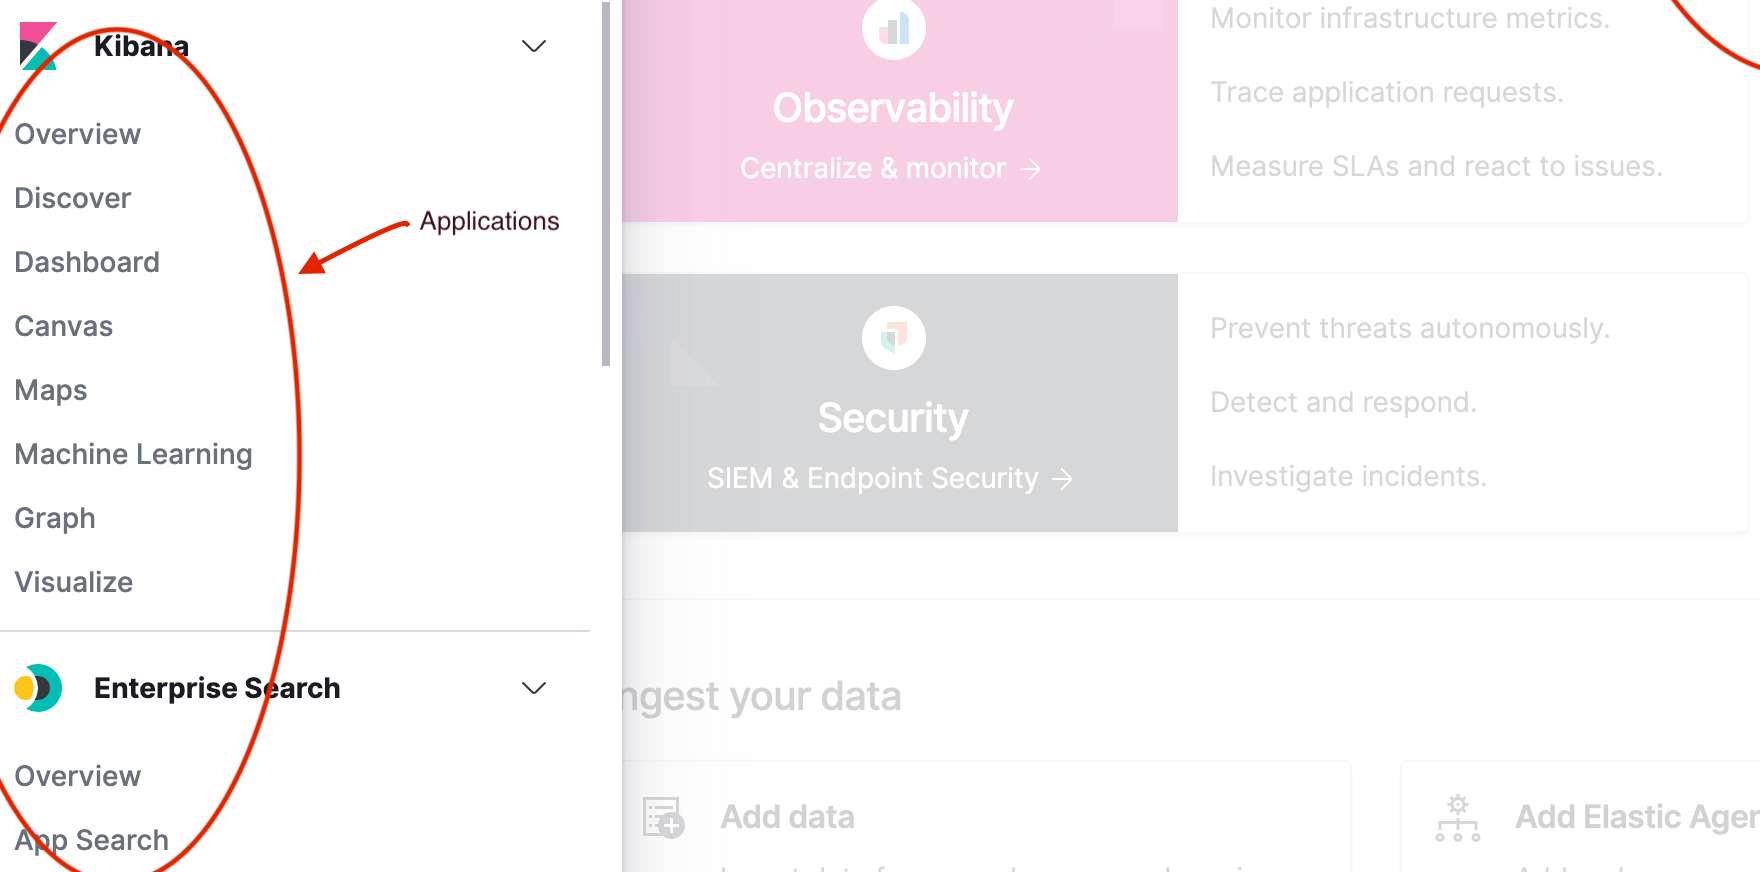 Kibana
Overview
Discover
Dashboard
Canvas
Maps
Machine Learning
Graph
Visualize
Applications
Enterprise Search
Overview
App Search
Observability
Centralize & monitor →
Monitor infrastructure metrics.
Trace application requests.
Measure SLAs and react to issues.
Security
SIEM & Endpoint Security →
Prevent threats autonomously.
Detect and respond.
Investigate incidents.
ngest your data
Add data
Add Elastic Agen